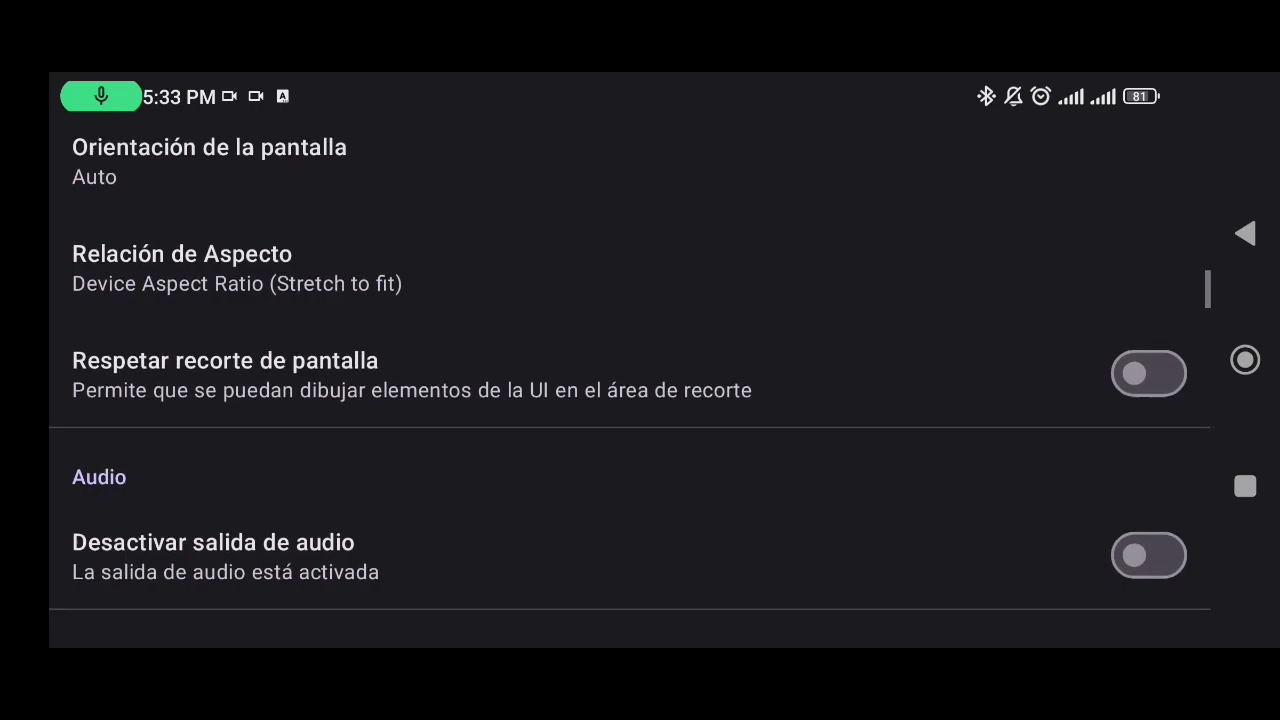 5:33 PM
81
Orientación de la pantalla
Auto
Relación de Aspecto
Device Aspect Ratio (Stretch to fit)
Respetar recorte de pantalla
Permite que se puedan dibujar elementos de la UI en el área de recorte
Audio
Desactivar salida de audio
La salida de audio está activada